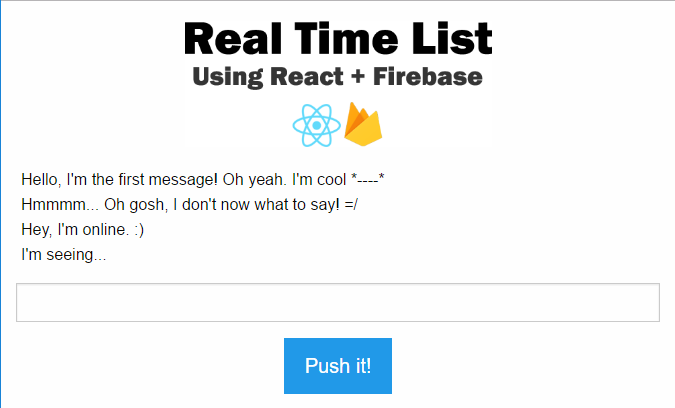 Real Time List
Using React + Firebase
Hello, I'm the first message! Oh yeah. I'm cool *----*
Hmmmm... Oh gosh, I don't now what to say! =/
Hey, I'm online. :)
I'm seeing...
Push it!